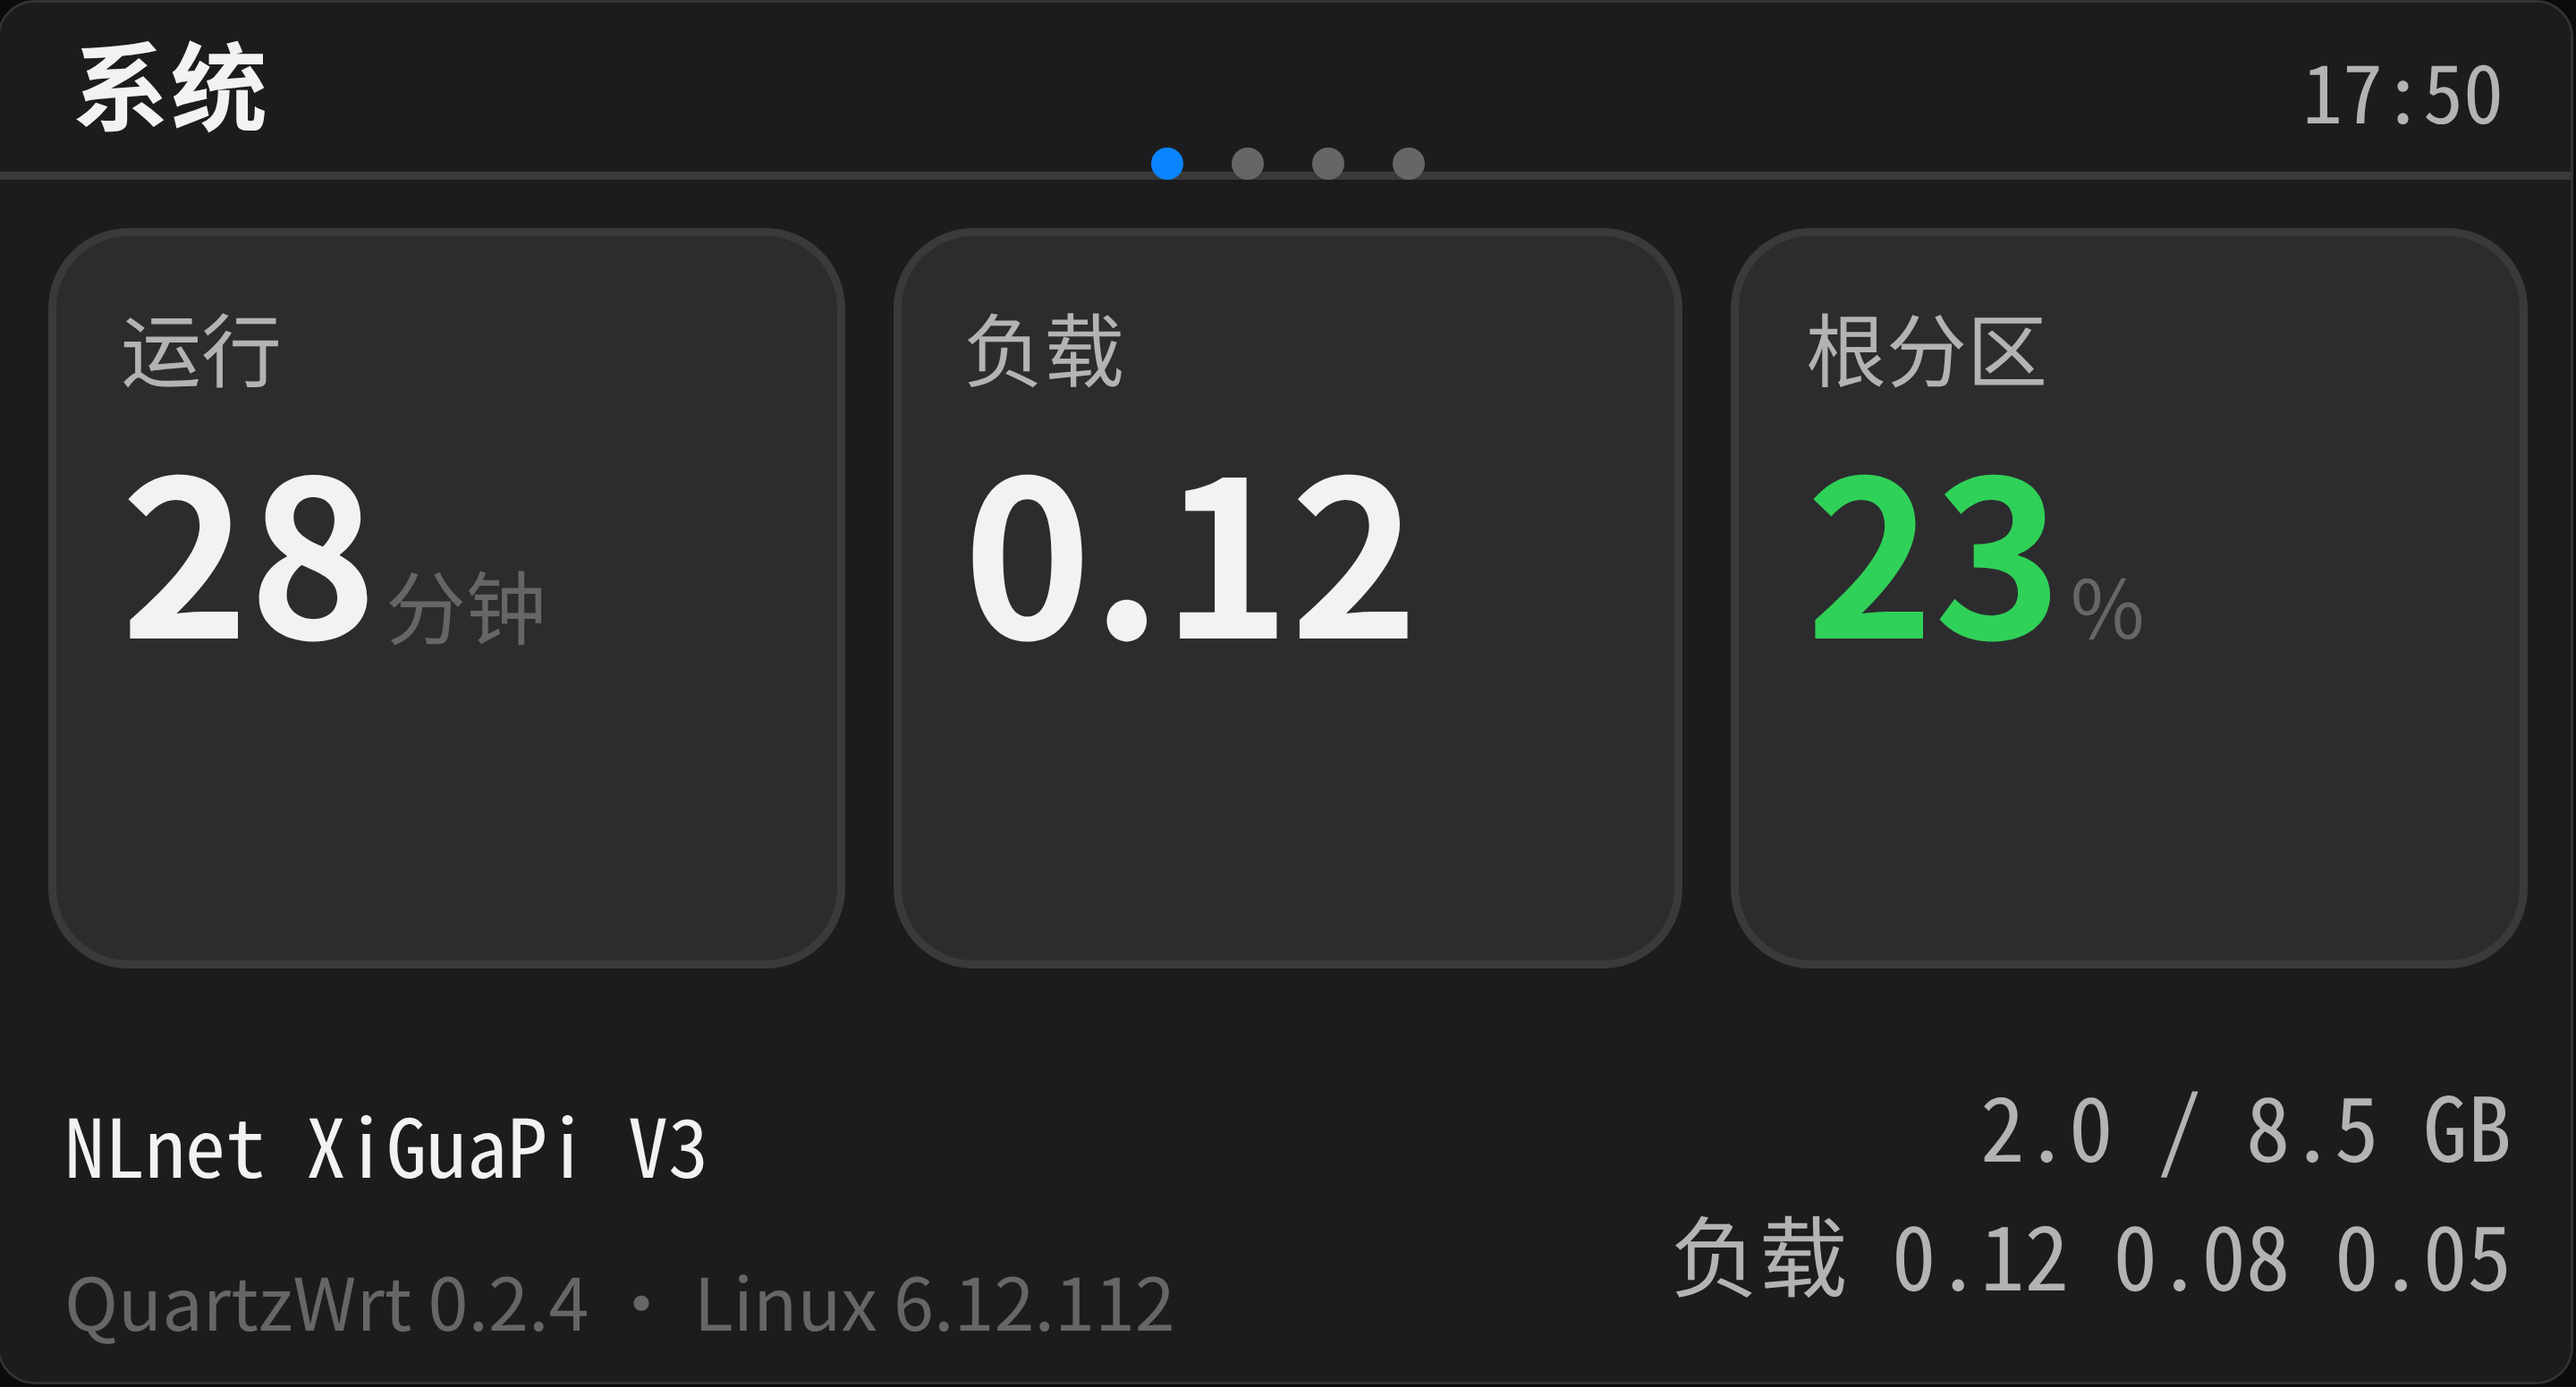 系统
17:50
运行
28 分钟
负载
0.12
根分区
23 %
NLnet XiGuaPi V3
QuartzWrt 0.2.4 · Linux 6.12.112
2.0 / 8.5 GB
负载 0.12 0.08 0.05